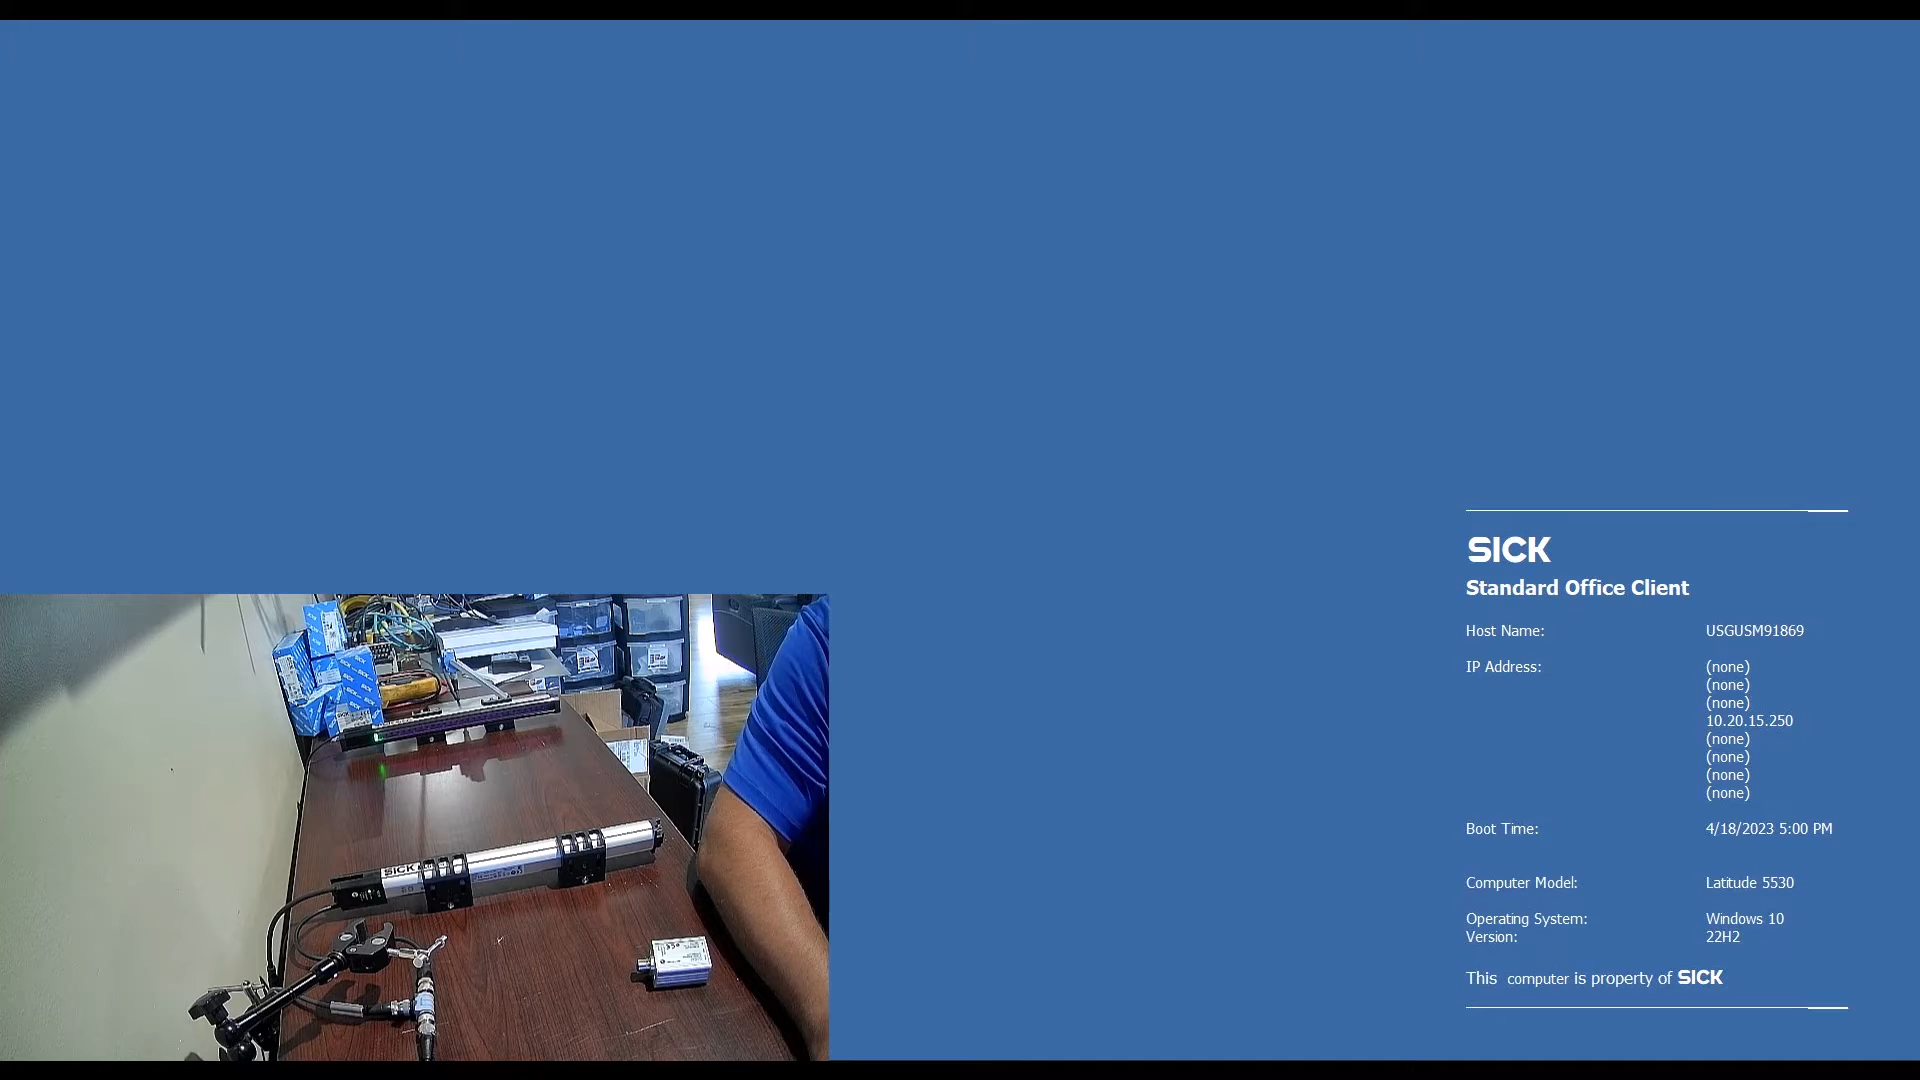 SICK
Standard Office Client
Host Name: USGUSM91869
IP Address: (none)
(none)
(none)
10.20.15.250
(none)
(none)
(none)
(none)
Boot Time: 4/18/2023 5:00 PM
Computer Model: Latitude 5530
Operating System: Windows 10
Version: 22H2
This computer is property of SICK
SICK